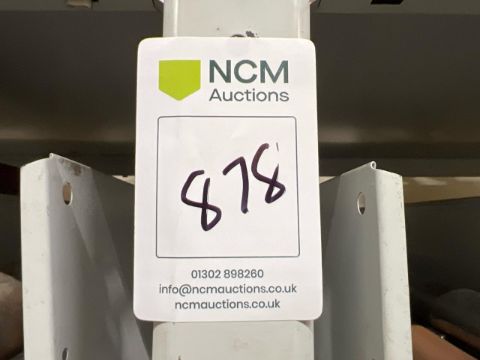 NCM
Auctions
878
01302 898260
info@ncmauctions.co.uk
ncmauctions.co.uk